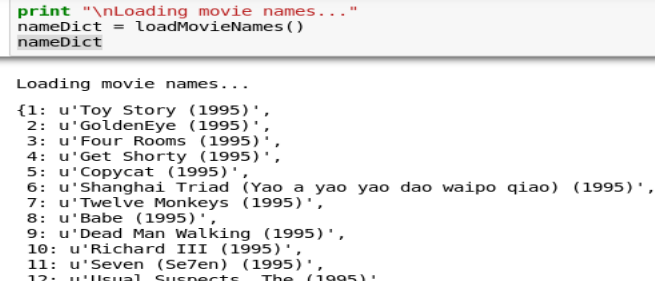 print "\nLoading movie names..."
nameDict = loadMovieNames()
nameDict
Loading movie names...
{1: u'Toy Story (1995)',
2: u'GoldenEye (1995)',
3: u'Four Rooms (1995)',
4: u'Get Shorty (1995)',
5: u'Copycat (1995)',
6: u'Shanghai Triad (Yao a yao yao dao waipo qiao) (1995)',
7: u'Twelve Monkeys (1995)',
8: u'Babe (1995)',
9: u'Dead Man Walking (1995)',
10: u'Richard III (1995)',
11: u'Seven (Se7en) (1995)',
12: u'Usual Suspects, The (1995)'